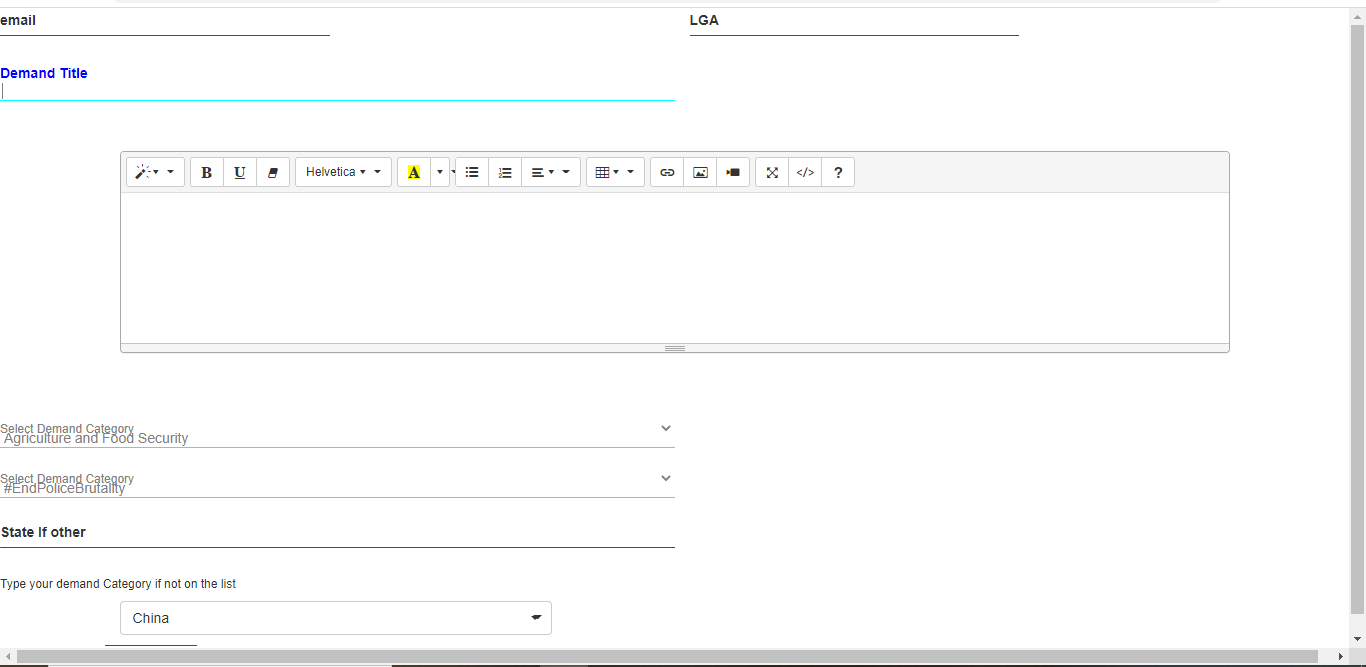 email
LGA
Demand Title
B U Helvetica A </> ?
Select Demand Category
Agriculture and Food Security
Select Demand Category
#EndPoliceBrutality
State If other
Type your demand Category if not on the list
China